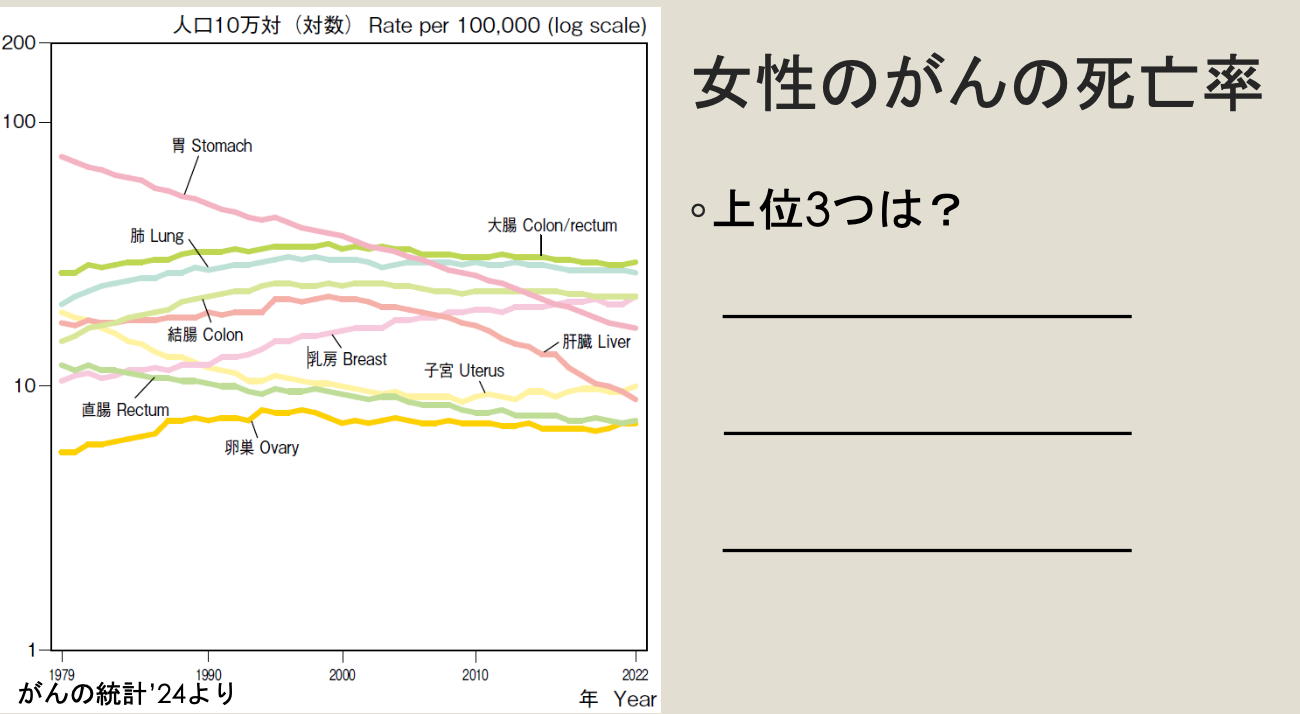 人口10万対（対数） Rate per 100,000 (log scale)
200
100
10
1
胃 Stomach
肺 Lung
大腸 Colon/rectum
結腸 Colon
乳房 Breast
肝臓 Liver
子宮 Uterus
直腸 Rectum
卵巣 Ovary
1979 1990 2000 2010 2022
年 Year
がんの統計’24より
女性のがんの死亡率
◦上位3つは？